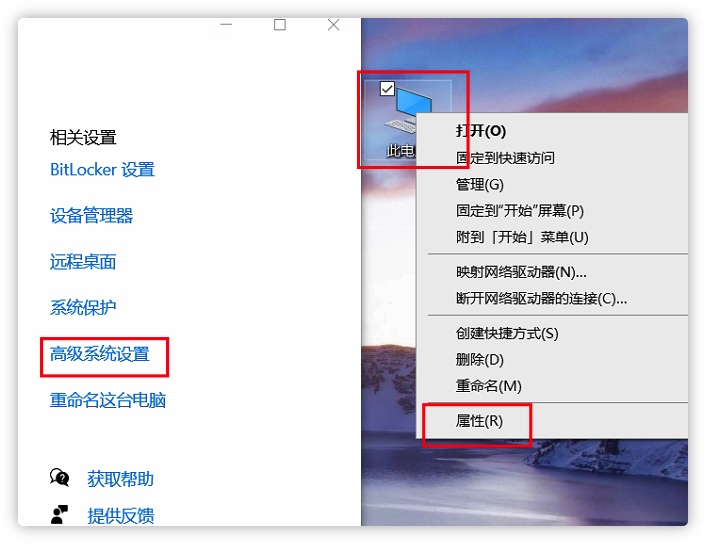 相关设置
BitLocker 设置
设备管理器
远程桌面
系统保护
高级系统设置
重命名这台电脑
获取帮助
提供反馈
此电
打开(O)
固定到快速访问
管理(G)
固定到"开始"屏幕(P)
附到「开始」菜单(U)
映射网络驱动器(N)...
断开网络驱动器的连接(C)...
创建快捷方式(S)
删除(D)
重命名(M)
属性(R)